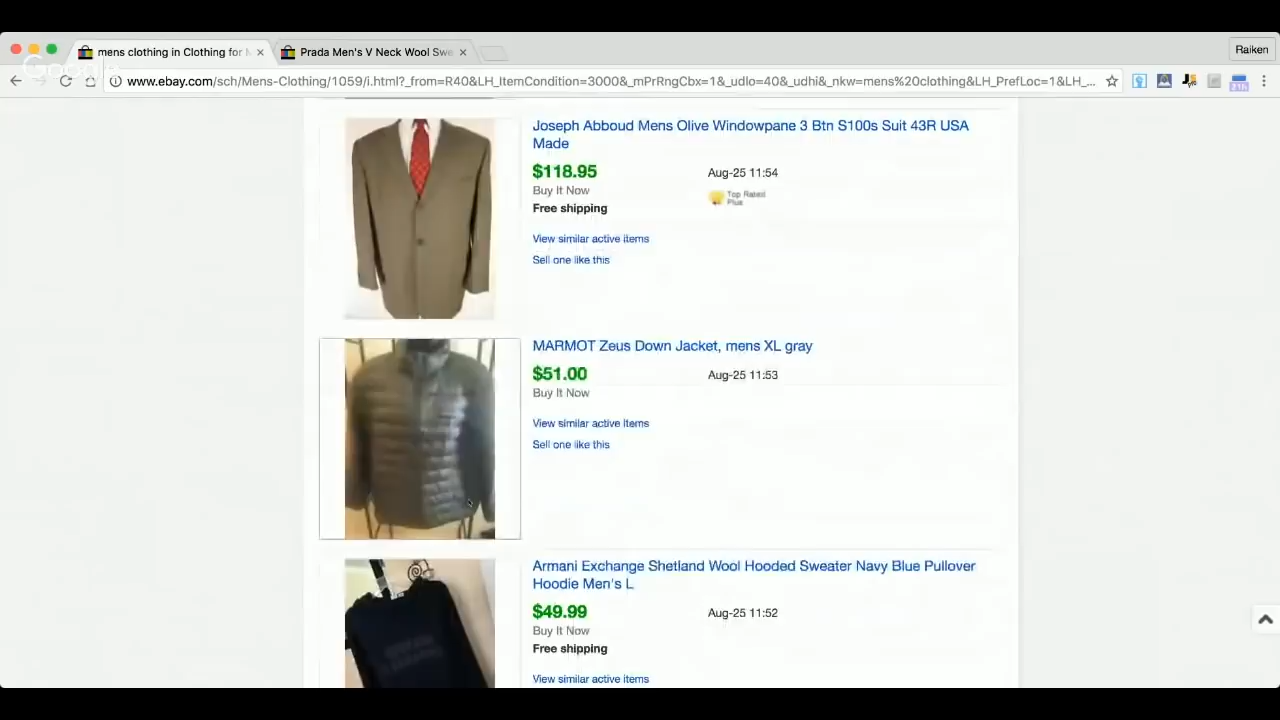 mens clothing in Clothing for M
Prada Men's V Neck Wool Swe
Raiken
www.ebay.com/sch/Mens-Clothing/1059/i.html?_from=R40&LH_ItemCondition=3000&_mPrRngCbx=1&_udlo=40&_udhi&_nkw=mens%20clothing&LH_PrefLoc=1&LH_...
Joseph Abboud Mens Olive Windowpane 3 Btn S100s Suit 43R USA
Made
$118.95
Aug-25 11:54
Buy It Now
Top Rated
Plus
Free shipping
View similar active items
Sell one like this
MARMOT Zeus Down Jacket, mens XL gray
$51.00
Aug-25 11:53
Buy It Now
View similar active items
Sell one like this
Armani Exchange Shetland Wool Hooded Sweater Navy Blue Pullover
Hoodie Men's L
$49.99
Aug-25 11:52
Buy It Now
Free shipping
View similar active items